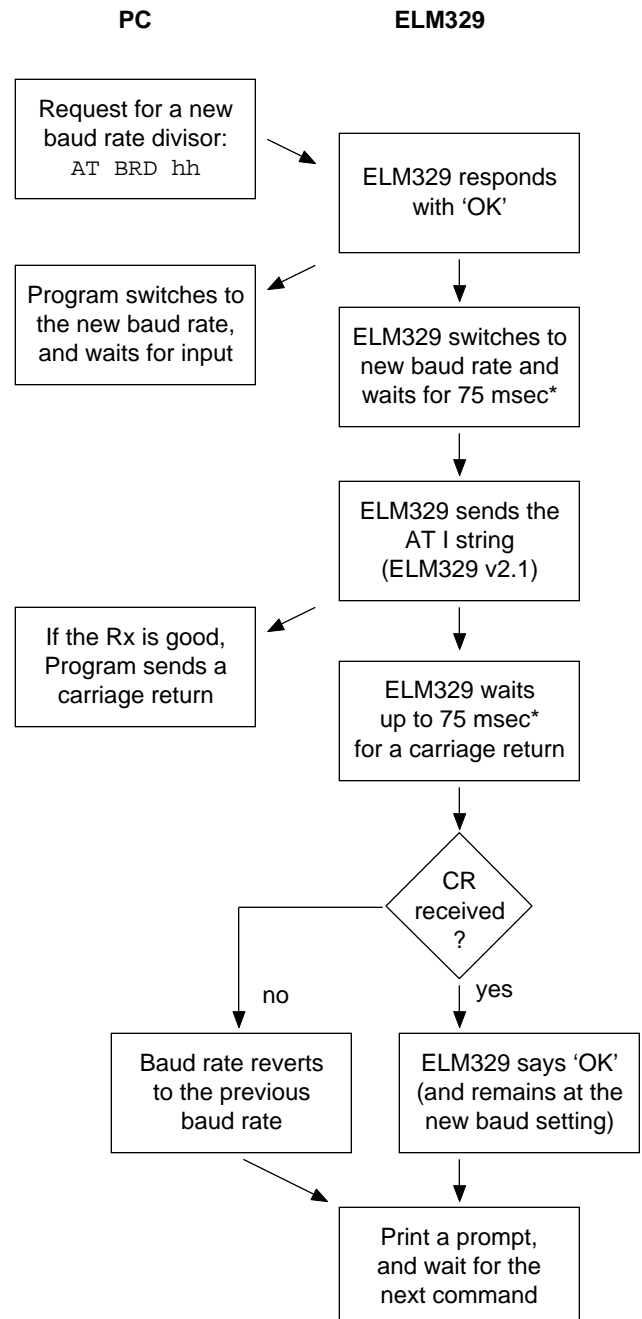 PC
ELM329
Request for a new
baud rate divisor:
AT BRD hh
ELM329 responds
with ‘OK’
Program switches to
the new baud rate,
and waits for input
ELM329 switches to
new baud rate and
waits for 75 msec*
ELM329 sends the
AT I string
(ELM329 v2.1)
If the Rx is good,
Program sends a
carriage return
ELM329 waits
up to 75 msec*
for a carriage return
CR
received
?
no
yes
Baud rate reverts
to the previous
baud rate
ELM329 says ‘OK’
(and remains at the
new baud setting)
Print a prompt,
and wait for the
next command